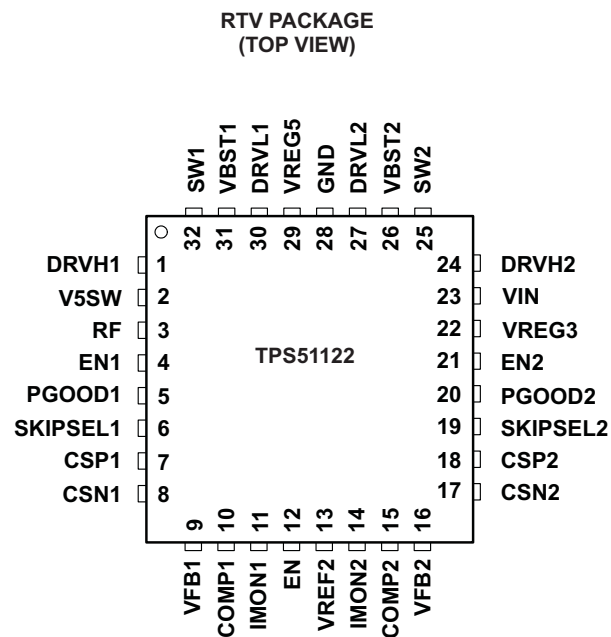 RTV PACKAGE
(TOP VIEW)
SW1
VBST1
DRVL1
VREG5
GND
DRVL2
VBST2
SW2
32
31
30
29
28
27
26
25
DRVH1 1
V5SW 2
RF 3
EN1 4
PGOOD1 5
SKIPSEL1 6
CSP1 7
CSN1 8
TPS51122
24 DRVH2
23 VIN
22 VREG3
21 EN2
20 PGOOD2
19 SKIPSEL2
18 CSP2
17 CSN2
9
10
11
12
13
14
15
16
VFB1
COMP1
IMON1
EN
VREF2
IMON2
COMP2
VFB2